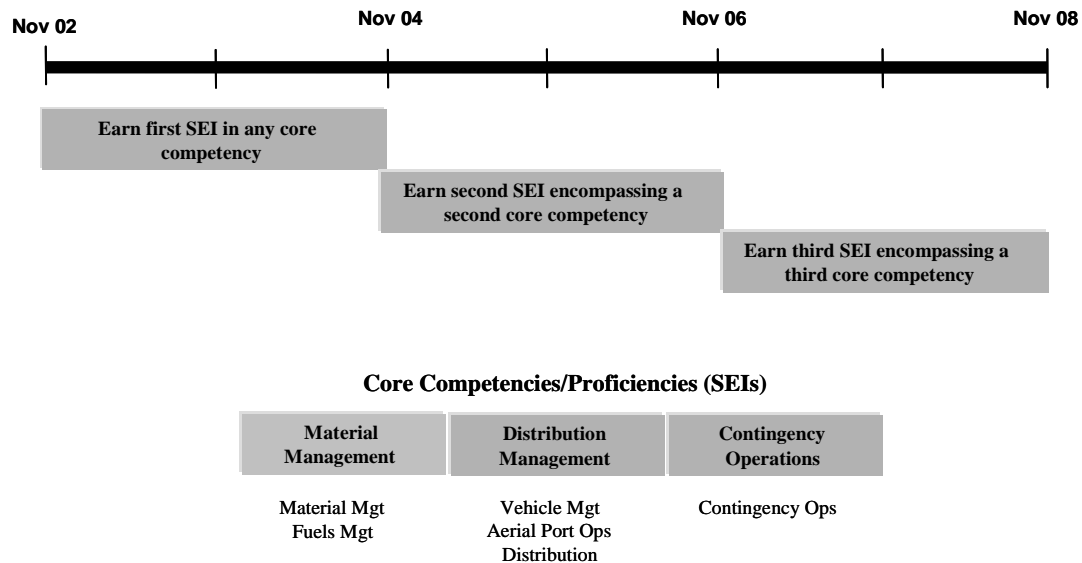 Nov 02
Nov 04
Nov 06
Nov 08
Earn first SEI in any core
competency
Earn second SEI encompassing a
second core competency
Earn third SEI encompassing a
third core competency
Core Competencies/Proficiencies (SEIs)
Material
Management
Distribution
Management
Contingency
Operations
Material Mgt
Fuels Mgt
Vehicle Mgt
Aerial Port Ops
Distribution
Contingency Ops